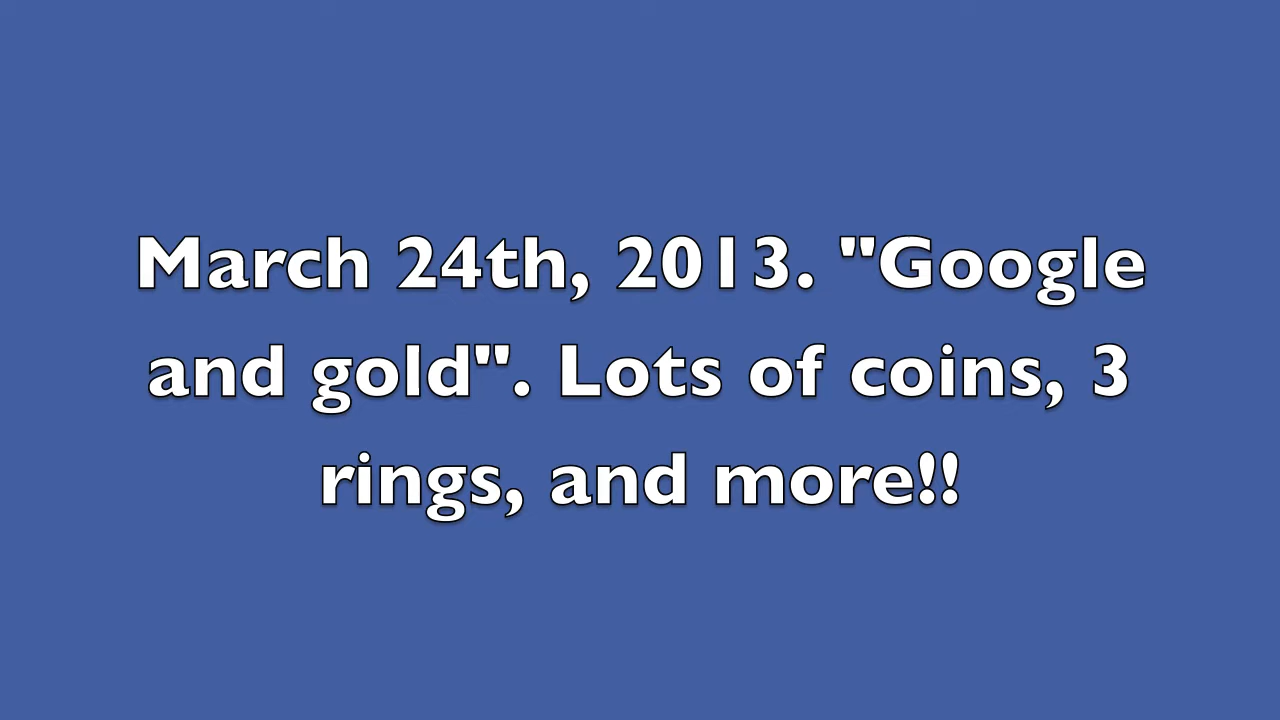 March 24th, 2013. "Google
and gold". Lots of coins, 3
rings, and more!!